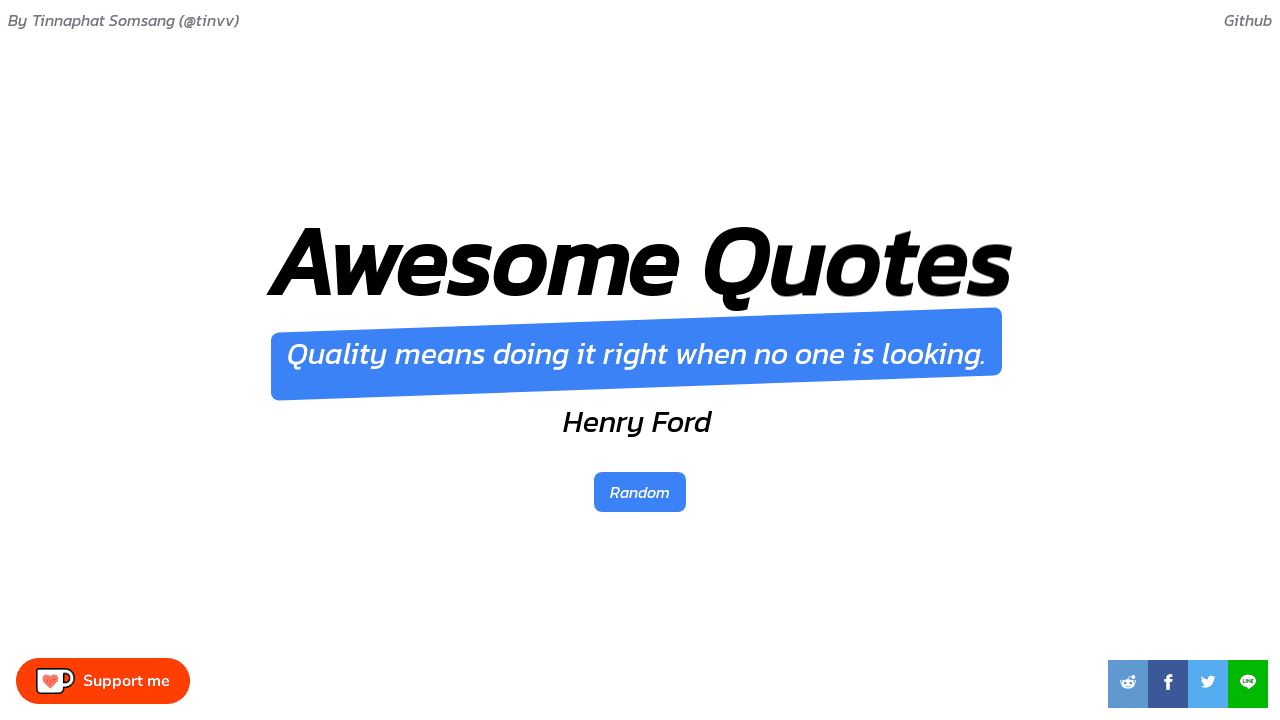 By Tinnaphat Somsang (@tinvv)
Github
Awesome Quotes
Quality means doing it right when no one is looking.
Henry Ford
Random
Support me
LINE